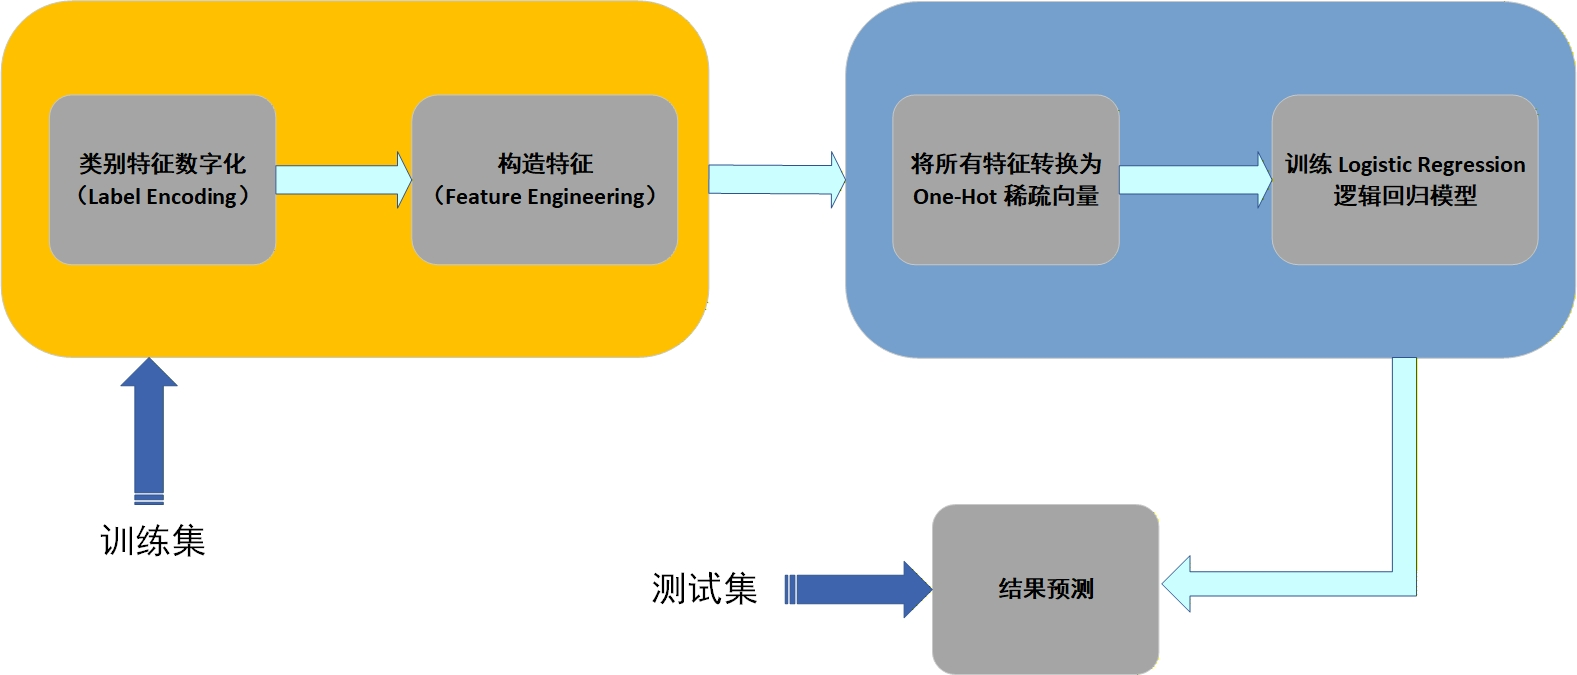 类别特征数字化
（Label Encoding）
构造特征
（Feature Engineering）
将所有特征转换为
One-Hot 稀疏向量
训练 Logistic Regression
逻辑回归模型
训练集
测试集
结果预测